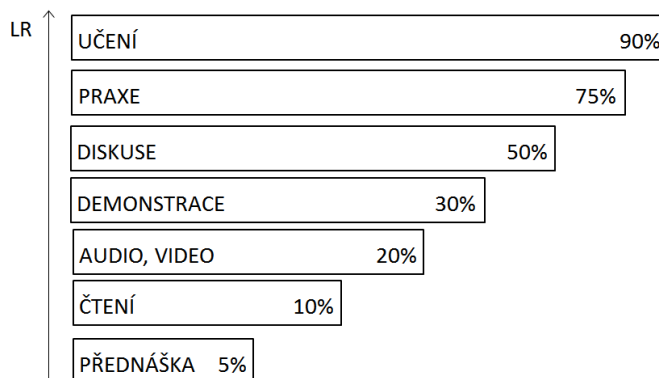 LR
UČENÍ 90%
PRAXE 75%
DISKUSE 50%
DEMONSTRACE 30%
AUDIO, VIDEO 20%
ČTENÍ 10%
PŘEDNÁŠKA 5%